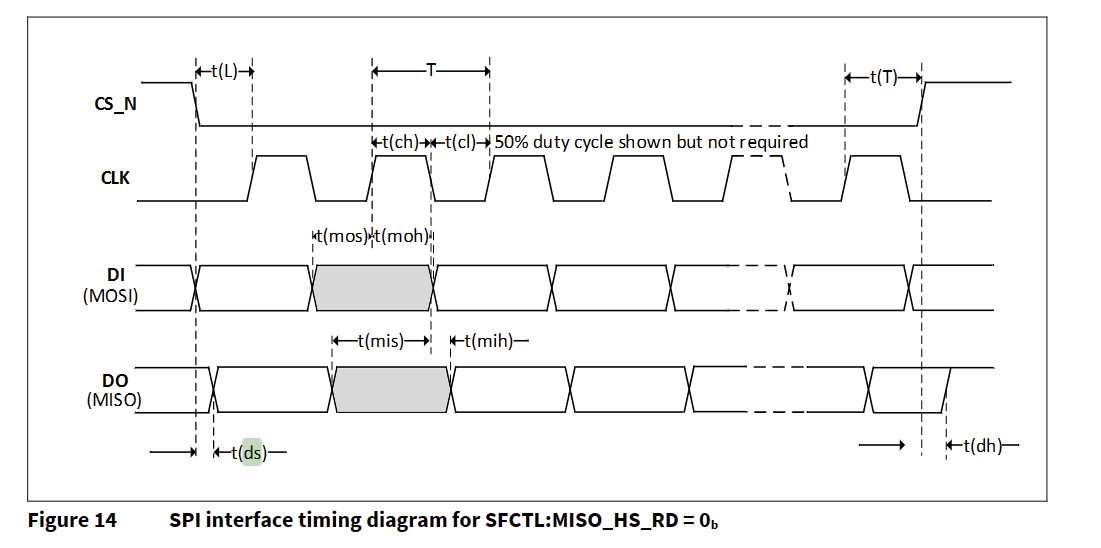 t(L)
T
t(T)
CS_N
t(ch)
t(cl)
50% duty cycle shown but not required
CLK
t(mos)
t(moh)
DI
(MOSI)
t(mis)
t(mih)
DO
(MISO)
t(ds)
t(dh)
Figure 14 SPI interface timing diagram for SFCTL:MISO_HS_RD = 0b